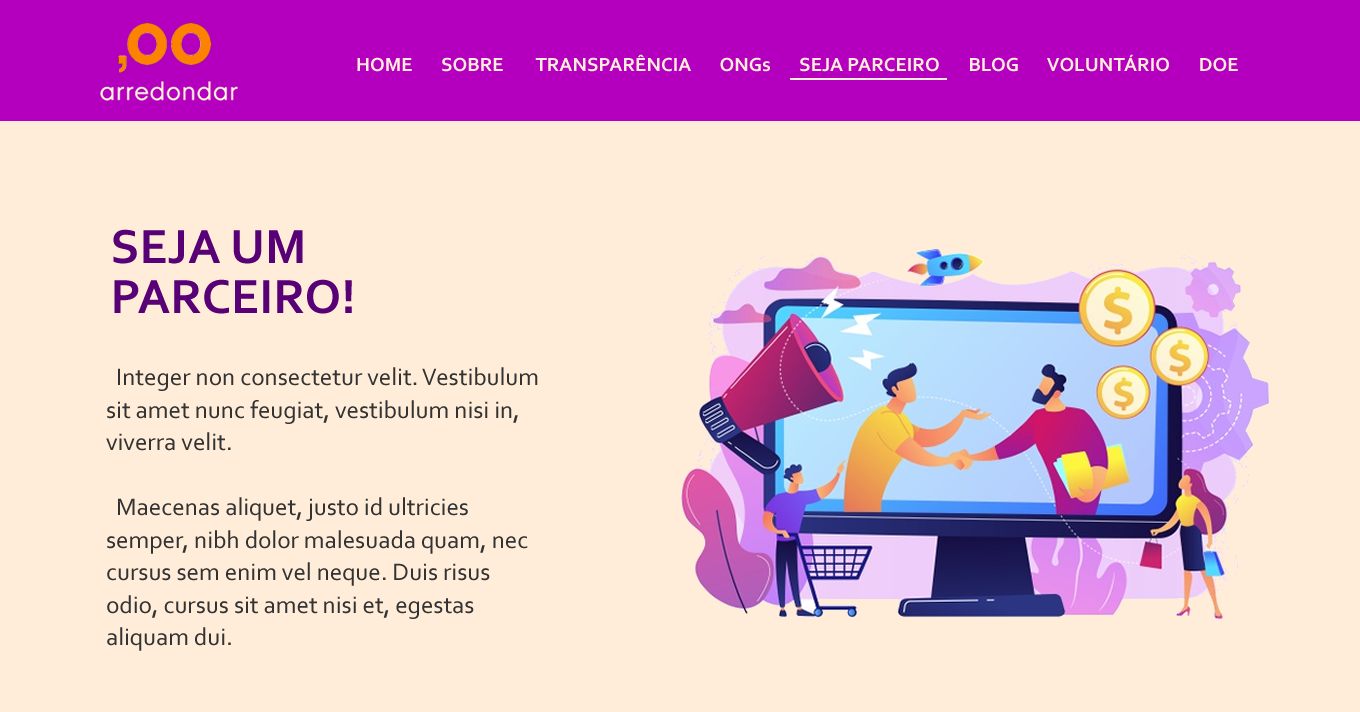 ,00
arredondar
HOME SOBRE TRANSPARÊNCIA ONGs SEJA PARCEIRO BLOG VOLUNTÁRIO DOE
SEJA UM
PARCEIRO!
Integer non consectetur velit. Vestibulum
sit amet nunc feugiat, vestibulum nisi in,
viverra velit.
Maecenas aliquet, justo id ultricies
semper, nibh dolor malesuada quam, nec
cursus sem enim vel neque. Duis risus
odio, cursus sit amet nisi et, egestas
aliquam dui.
$
$
$